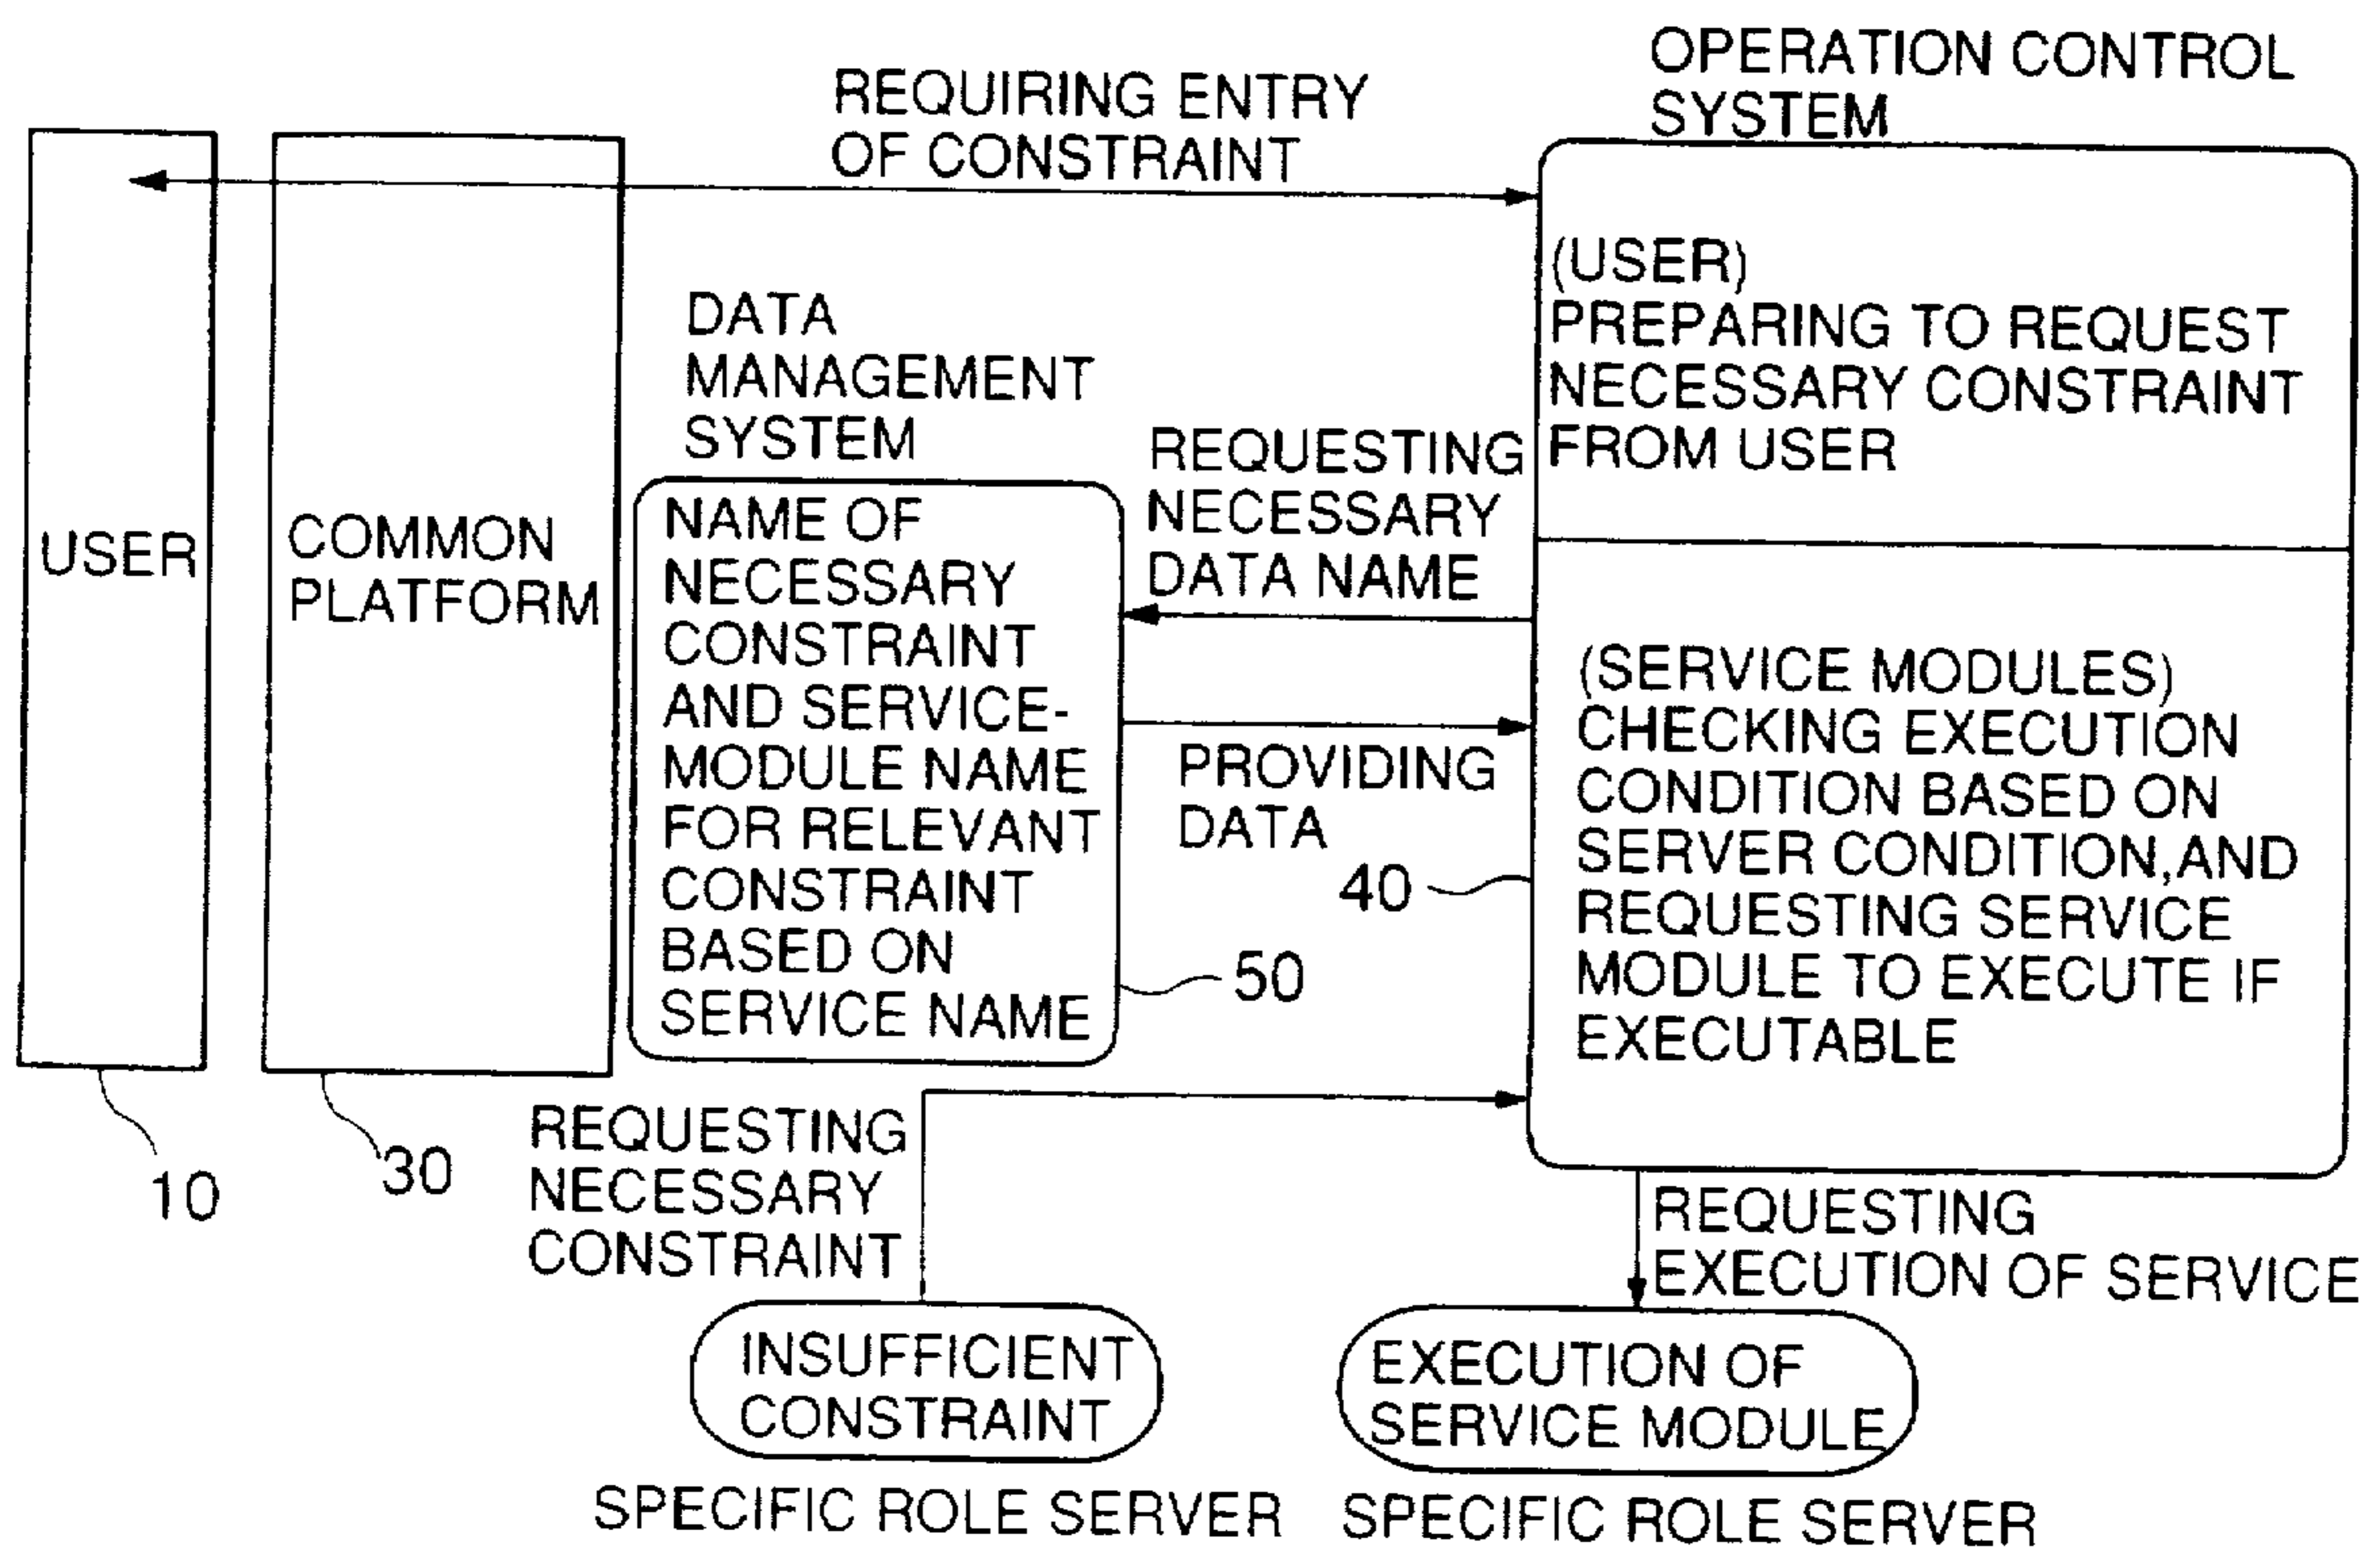 OPERATION CONTROL
SYSTEM
REQUIRING ENTRY
OF CONSTRAINT
(USER)
PREPARING TO REQUEST
NECESSARY CONSTRAINT
FROM USER
DATA
MANAGEMENT
SYSTEM
REQUESTING
NECESSARY
DATA NAME
USER
COMMON
PLATFORM
NAME OF
NECESSARY
CONSTRAINT
AND SERVICE-
MODULE NAME
FOR RELEVANT
CONSTRAINT
BASED ON
SERVICE NAME
PROVIDING
DATA
(SERVICE MODULES)
CHECKING EXECUTION
CONDITION BASED ON
SERVER CONDITION,AND
REQUESTING SERVICE
MODULE TO EXECUTE IF
EXECUTABLE
40
50
10
30
REQUESTING
NECESSARY
CONSTRAINT
REQUESTING
EXECUTION OF SERVICE
INSUFFICIENT
CONSTRAINT
EXECUTION OF
SERVICE MODULE
SPECIFIC ROLE SERVER
SPECIFIC ROLE SERVER